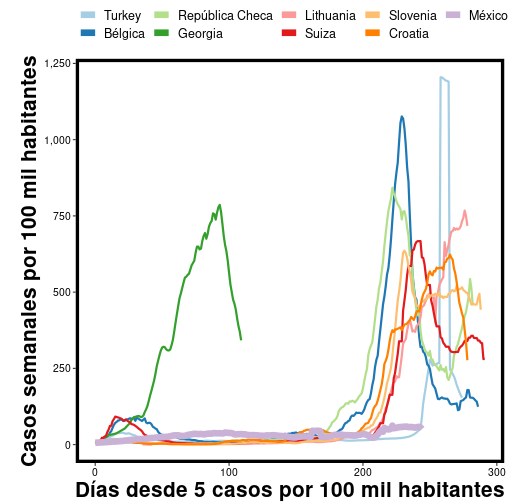 Turkey República Checa Lithuania Slovenia México
Bélgica Georgia Suiza Croatia
Casos semanales por 100 mil habitantes
1,250
1,000
750
500
250
0
0 100 200 300
Días desde 5 casos por 100 mil habitantes